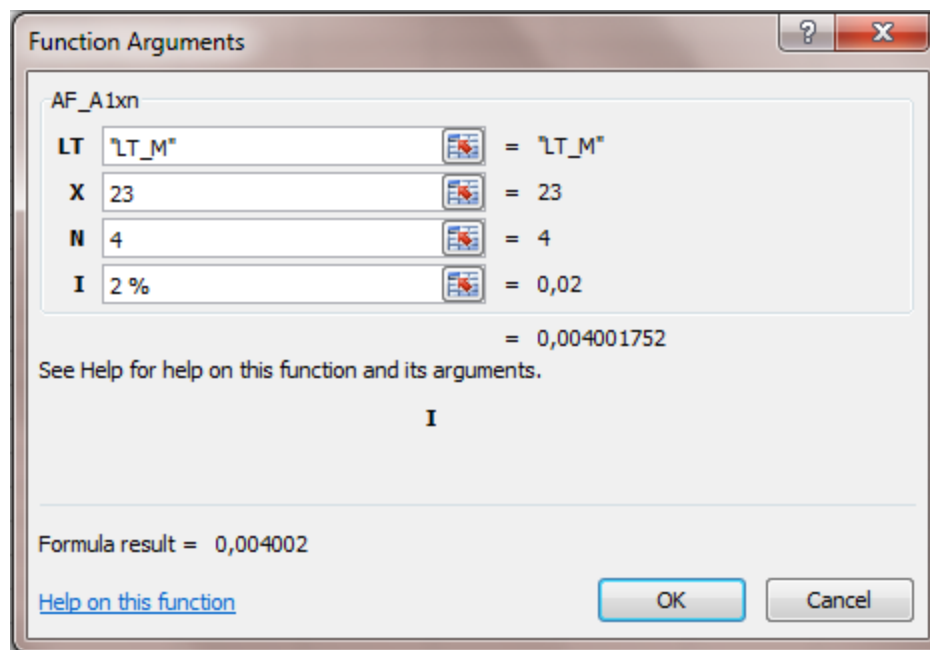 Function Arguments
AF_A1xn
LT "LT_M" = "LT_M"
X 23 = 23
N 4 = 4
I 2 % = 0,02
= 0,004001752
See Help for help on this function and its arguments.
I
Formula result = 0,004002
Help on this function OK Cancel